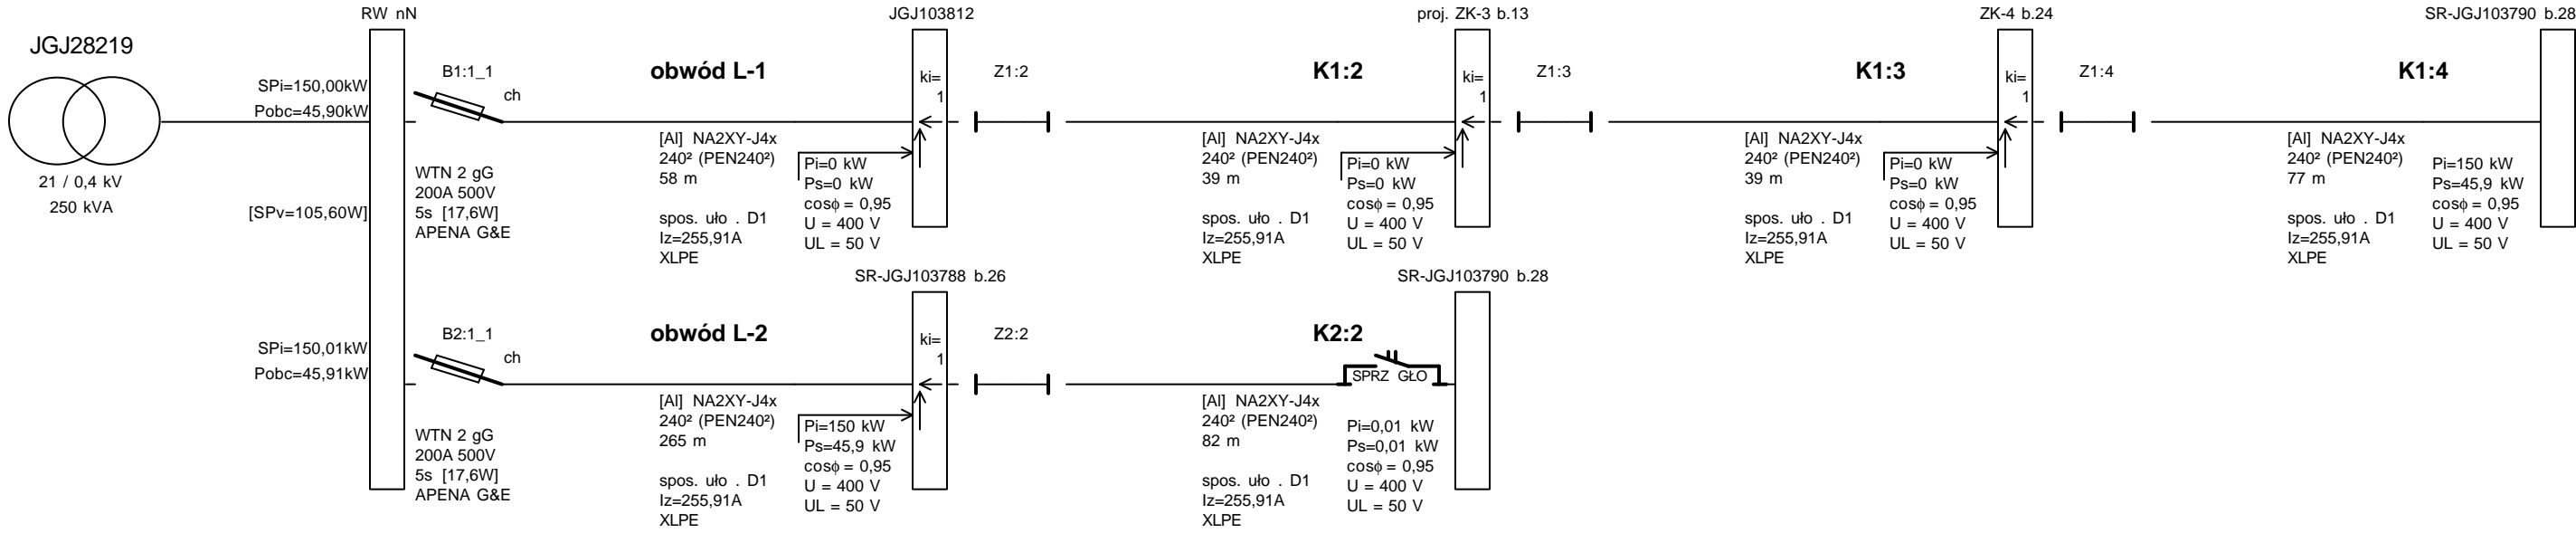 JGJ28219
21 / 0,4 kV
250 kVA
RW nN
SPi=150,00kW
Pobc=45,90kW
[SPv=105,60W]
B1:1_1
ch
WTN 2 gG
200A 500V
5s [17,6W]
APENA G&E
obwód L-1
[Al] NA2XY-J4x
240² (PEN240²)
58 m
spos. uło . D1
Iz=255,91A
XLPE
JGJ103812
ki=
1
Pi=0 kW
Ps=0 kW
cosϕ = 0,95
U = 400 V
UL = 50 V
Z1:2
K1:2
[Al] NA2XY-J4x
240² (PEN240²)
39 m
spos. uło . D1
Iz=255,91A
XLPE
proj. ZK-3 b.13
ki=
1
Pi=0 kW
Ps=0 kW
cosϕ = 0,95
U = 400 V
UL = 50 V
Z1:3
K1:3
[Al] NA2XY-J4x
240² (PEN240²)
39 m
spos. uło . D1
Iz=255,91A
XLPE
ZK-4 b.24
ki=
1
Pi=0 kW
Ps=0 kW
cosϕ = 0,95
U = 400 V
UL = 50 V
Z1:4
K1:4
[Al] NA2XY-J4x
240² (PEN240²)
77 m
spos. uło . D1
Iz=255,91A
XLPE
SR-JGJ103790 b.28
Pi=150 kW
Ps=45,9 kW
cosϕ = 0,95
U = 400 V
UL = 50 V
SPi=150,01kW
Pobc=45,91kW
B2:1_1
ch
WTN 2 gG
200A 500V
5s [17,6W]
APENA G&E
obwód L-2
[Al] NA2XY-J4x
240² (PEN240²)
265 m
spos. uło . D1
Iz=255,91A
XLPE
SR-JGJ103788 b.26
ki=
1
Pi=150 kW
Ps=45,9 kW
cosϕ = 0,95
U = 400 V
UL = 50 V
Z2:2
K2:2
SPRZ GŁO
[Al] NA2XY-J4x
240² (PEN240²)
82 m
spos. uło . D1
Iz=255,91A
XLPE
SR-JGJ103790 b.28
Pi=0,01 kW
Ps=0,01 kW
cosϕ = 0,95
U = 400 V
UL = 50 V